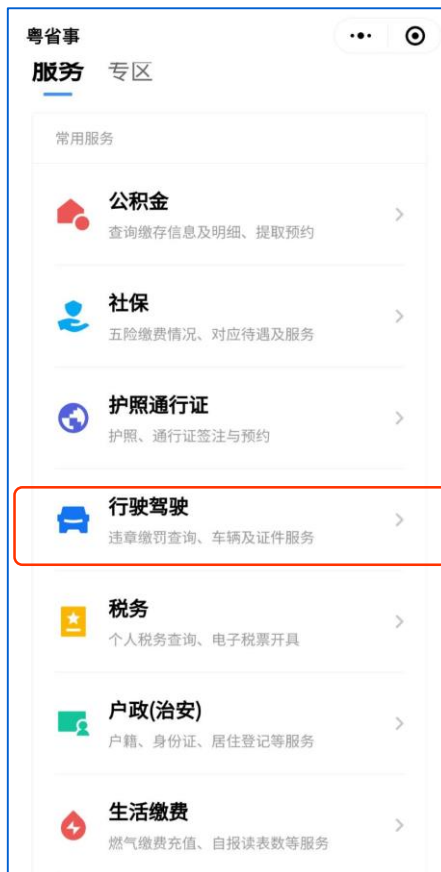 粤省事
服务 专区
常用服务
公积金
查询缴存信息及明细、提取预约
社保
五险缴费情况、对应待遇及服务
护照通行证
护照、通行证签注与预约
行驶驾驶
违章缴罚查询、车辆及证件服务
税务
个人税务查询、电子税票开具
户政(治安)
户籍、身份证、居住登记等服务
生活缴费
燃气缴费充值、自报读表数等服务